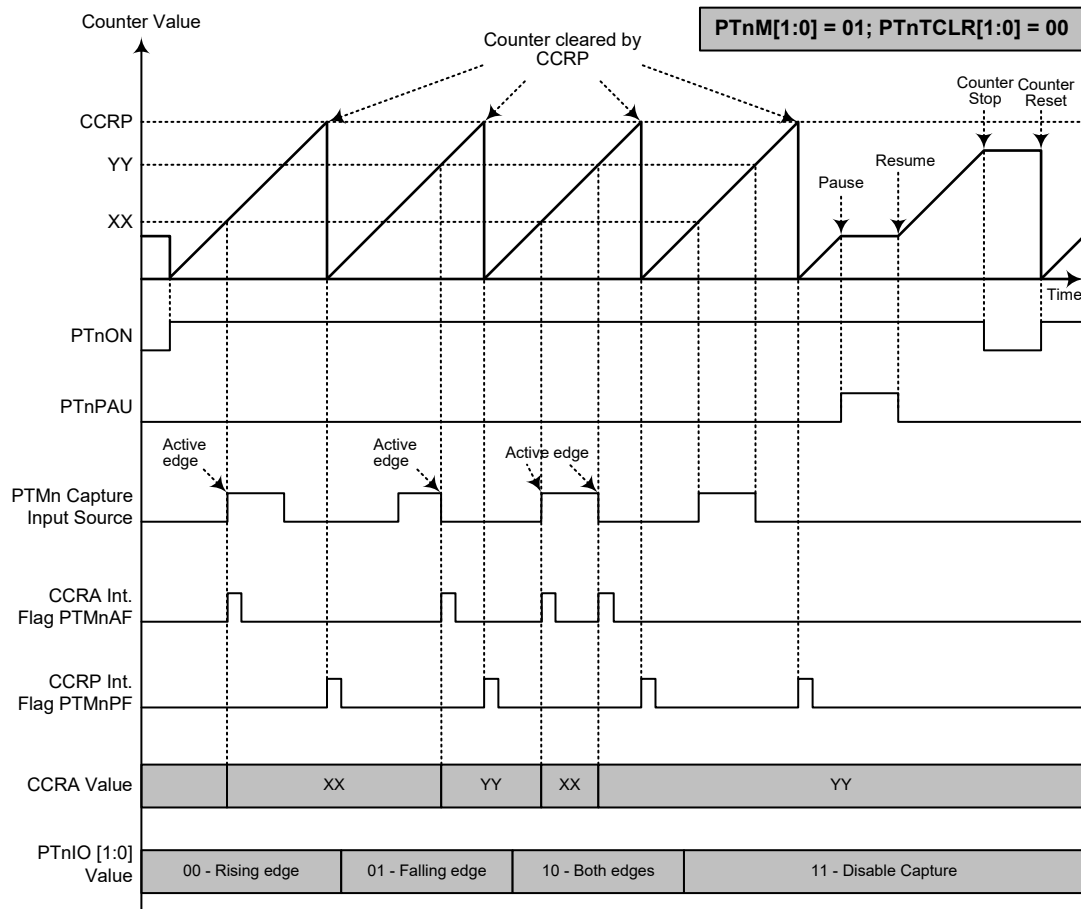 Counter Value
PTnM[1:0] = 01; PTnTCLR[1:0] = 00
Counter cleared by
CCRP
Counter
Stop
Counter
Reset
CCRP
YY
Resume
Pause
XX
Time
PTnON
PTnPAU
Active
edge
Active
edge
Active edge
PTMn Capture
Input Source
CCRA Int.
Flag PTMnAF
CCRP Int.
Flag PTMnPF
CCRA Value
XX
YY
XX
YY
PTnIO [1:0]
Value
00 - Rising edge
01 - Falling edge
10 - Both edges
11 - Disable Capture